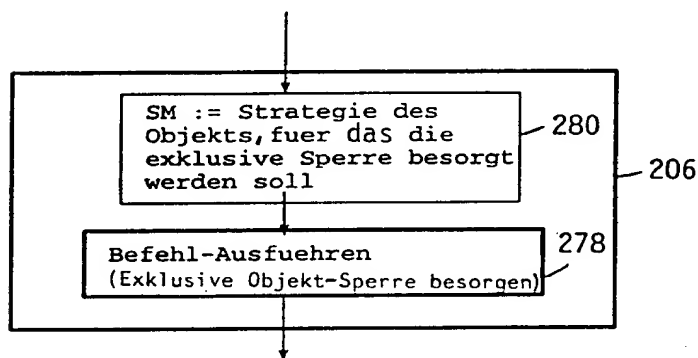 SM := Strategie des
Objekts, fuer das die
exklusive Sperre besorgt
werden soll
280
206
Befehl-Ausfuehren
(Exklusive Objekt-Sperre besorgen)
278